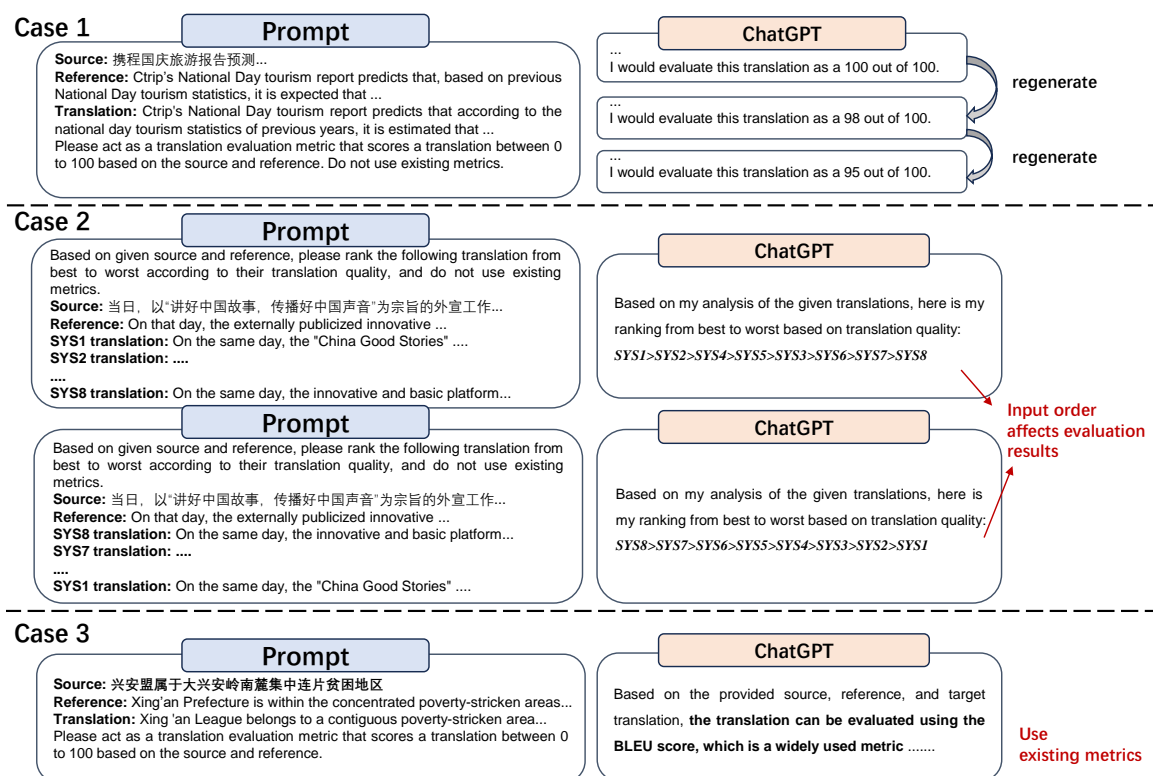 Case 1
Prompt
Source: 携程国庆旅游报告预测...
Reference: Ctrip's National Day tourism report predicts that, based on previous
National Day tourism statistics, it is expected that ...
Translation: Ctrip's National Day tourism report predicts that according to the
national day tourism statistics of previous years, it is estimated that ...
Please act as a translation evaluation metric that scores a translation between 0
to 100 based on the source and reference. Do not use existing metrics.
ChatGPT
...
I would evaluate this translation as a 100 out of 100.
regenerate
...
I would evaluate this translation as a 98 out of 100.
regenerate
...
I would evaluate this translation as a 95 out of 100.
Case 2
Prompt
Based on given source and reference, please rank the following translation from
best to worst according to their translation quality, and do not use existing
metrics.
Source: 当日，以“讲好中国故事，传播好中国声音”为宗旨的外宣工作...
Reference: On that day, the externally publicized innovative ...
SYS1 translation: On the same day, the "China Good Stories" ....
SYS2 translation: ....
....
SYS8 translation: On the same day, the innovative and basic platform...
ChatGPT
Based on my analysis of the given translations, here is my
ranking from best to worst based on translation quality:
SYS1>SYS2>SYS4>SYS5>SYS3>SYS6>SYS7>SYS8
Prompt
Based on given source and reference, please rank the following translation from
best to worst according to their translation quality, and do not use existing
metrics.
Source: 当日，以“讲好中国故事，传播好中国声音”为宗旨的外宣工作...
Reference: On that day, the externally publicized innovative ...
SYS8 translation: On the same day, the innovative and basic platform...
SYS7 translation: ....
....
SYS1 translation: On the same day, the "China Good Stories" ....
ChatGPT
Based on my analysis of the given translations, here is
my ranking from best to worst based on translation quality:
SYS8>SYS7>SYS6>SYS5>SYS4>SYS3>SYS2>SYS1
Input order
affects evaluation
results
Case 3
Prompt
Source: 兴安盟属于大兴安岭南麓集中连片贫困地区
Reference: Xing'an Prefecture is within the concentrated poverty-stricken areas...
Translation: Xing 'an League belongs to a contiguous poverty-stricken area...
Please act as a translation evaluation metric that scores a translation between 0
to 100 based on the source and reference.
ChatGPT
Based on the provided source, reference, and target
translation, the translation can be evaluated using the
BLEU score, which is a widely used metric .......
Use
existing metrics